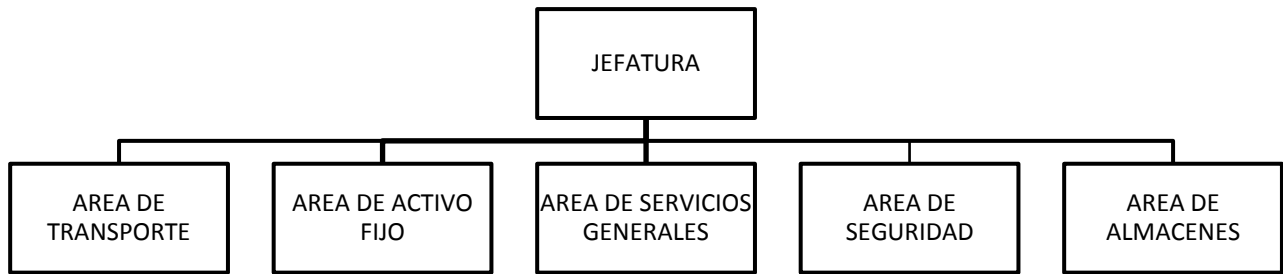 JEFATURA
AREA DE
TRANSPORTE
AREA DE ACTIVO
FIJO
AREA DE SERVICIOS
GENERALES
AREA DE
SEGURIDAD
AREA DE
ALMACENES